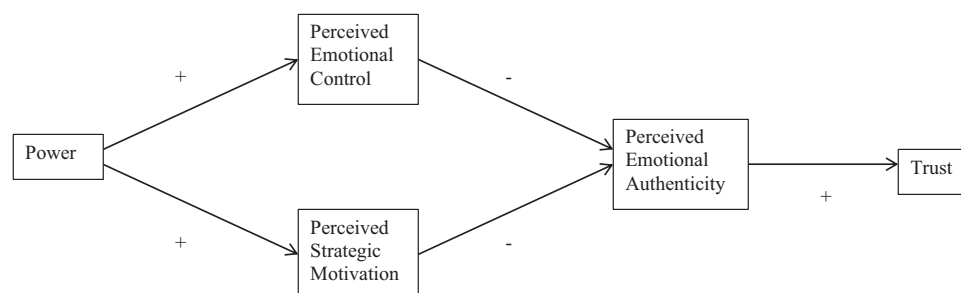 Perceived
Emotional
Control
+
-
Power
Perceived
Emotional
Authenticity
Trust
+
+
Perceived
Strategic
Motivation
-